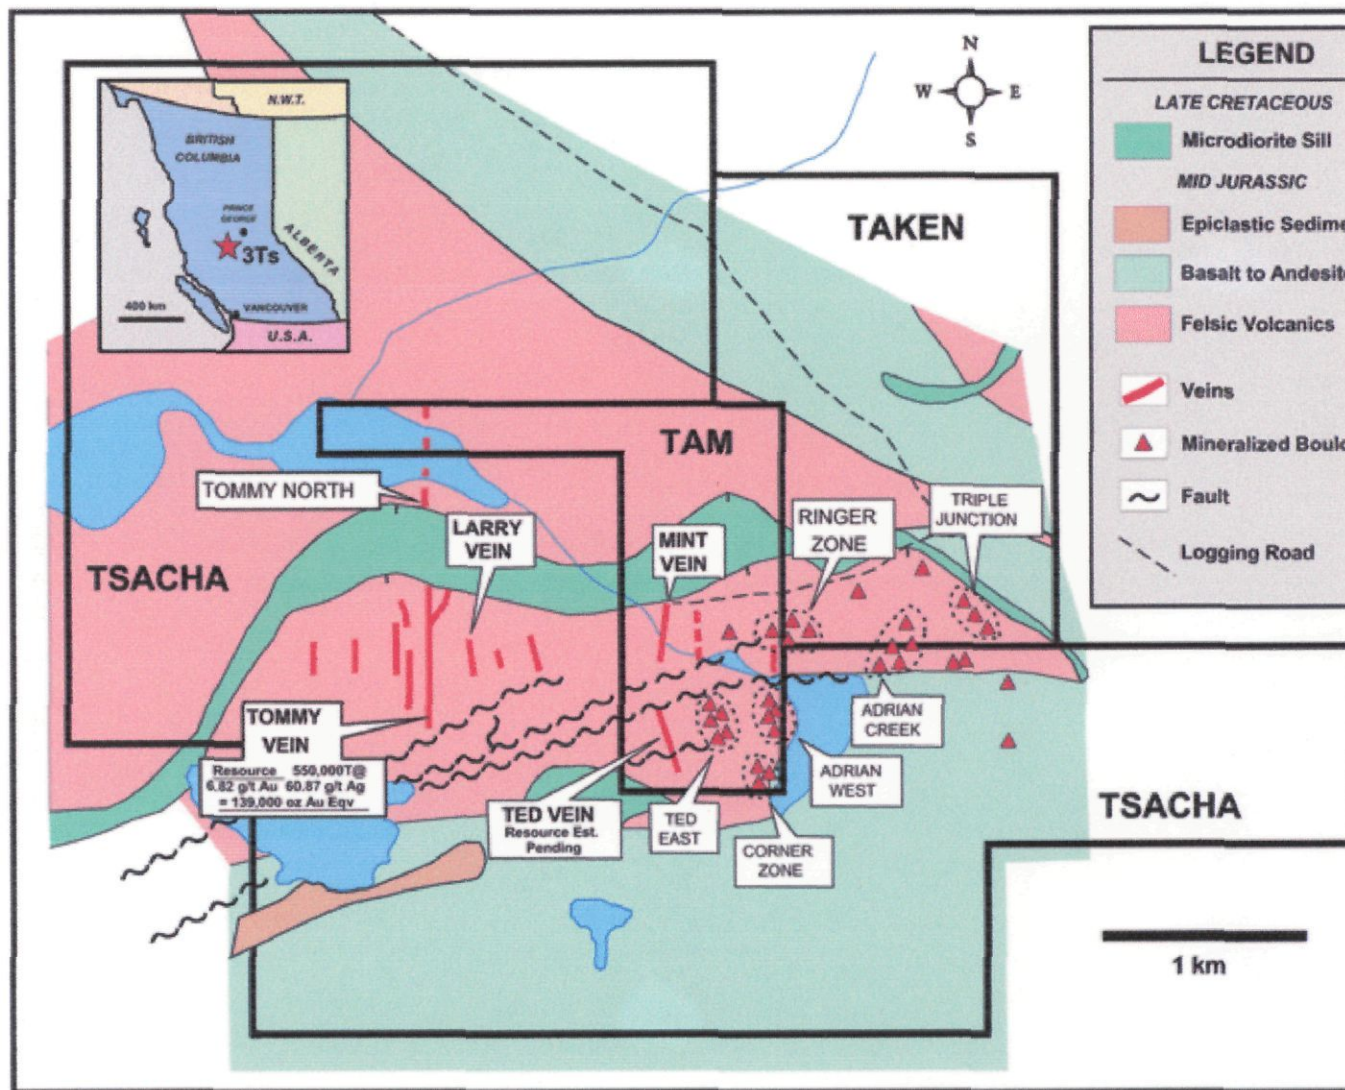 N
W E
S
N.W.T.
BRITISH
COLUMBIA
PRINCE
GEORGE
3Ts
ALBERTA
400 km
VANCOUVER
U.S.A.
LEGEND
LATE CRETACEOUS
Microdiorite Sill
MID JURASSIC
Epiclastic Sedime
Basalt to Andesite
Felsic Volcanics
Veins
Mineralized Bould
Fault
Logging Road
TAKEN
TAM
TOMMY NORTH
LARRY
VEIN
MINT
VEIN
RINGER
ZONE
TRIPLE
JUNCTION
TSACHA
TOMMY
VEIN
Resource 550,000T@
6.82 g/t Au 60.87 g/t Ag
= 139,000 oz Au Eqv
TED VEIN
Resource Est.
Pending
TED
EAST
CORNER
ZONE
ADRIAN
WEST
ADRIAN
CREEK
TSACHA
1 km